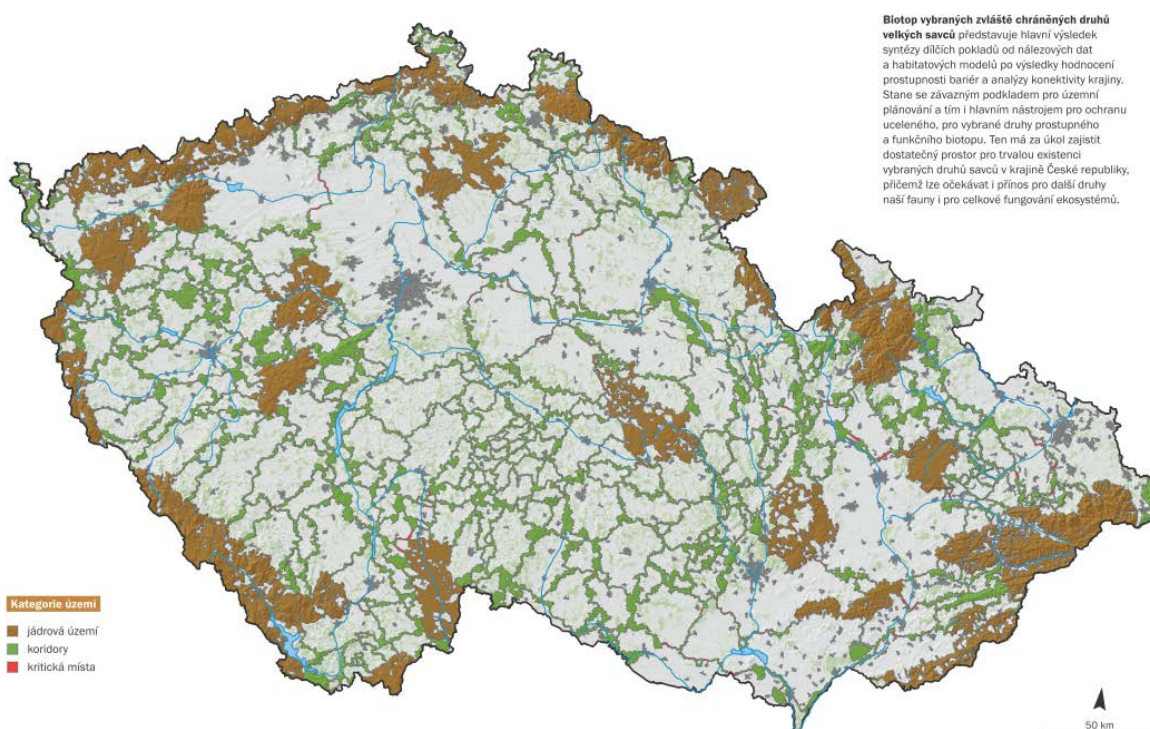 Biotop vybraných zvláště chráněných druhů
velkých savců představuje hlavní výsledek
syntézy dílčích pokladů od nálezových dat
a habitatových modelů po výsledky hodnocení
prostupnosti bariér a analýzy konektivity krajiny.
Stane se závazným podkladem pro územní
plánování a tím i hlavním nástrojem pro ochranu
uceleného, pro vybrané druhy prostupného
a funkčního biotopu. Ten má za úkol zajistit
dostatečný prostor pro trvalou existenci
vybraných druhů savců v krajině České republiky,
přičemž lze očekávat i přínos pro další druhy
naší fauny i pro celkové fungování ekosystémů.
Kategorie území
jádrová území
koridory
kritická místa
50 km